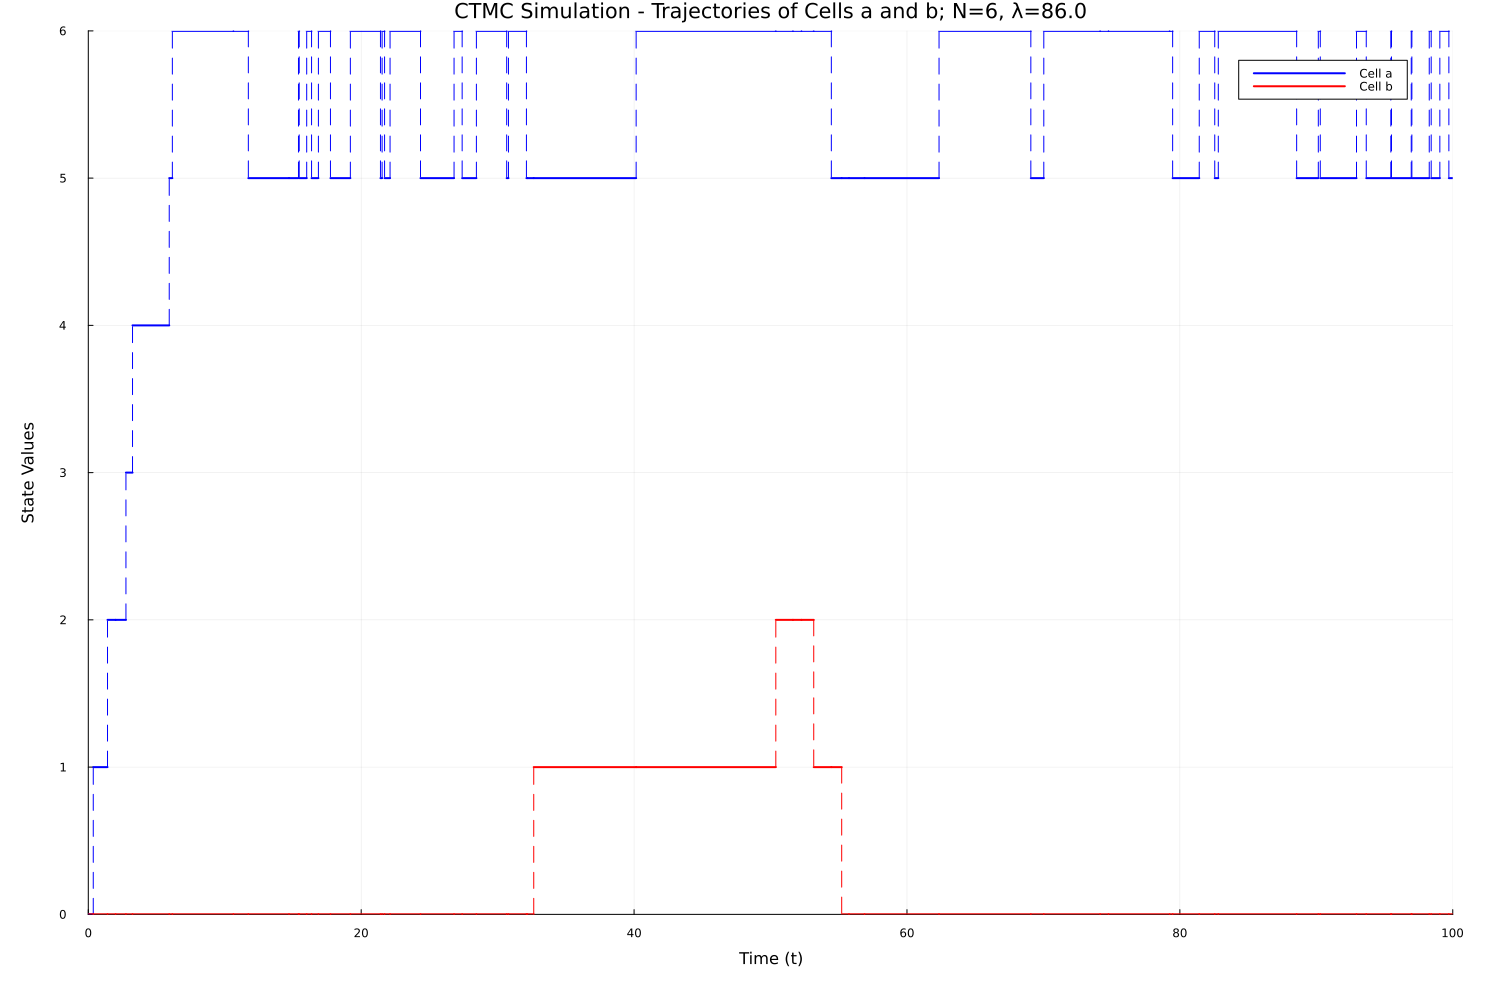 CTMC Simulation - Trajectories of Cells a and b; N=6, λ=86.0
6
Cell a
Cell b
5
4
State Values
3
2
1
0
0 20 40 60 80 100
Time (t)